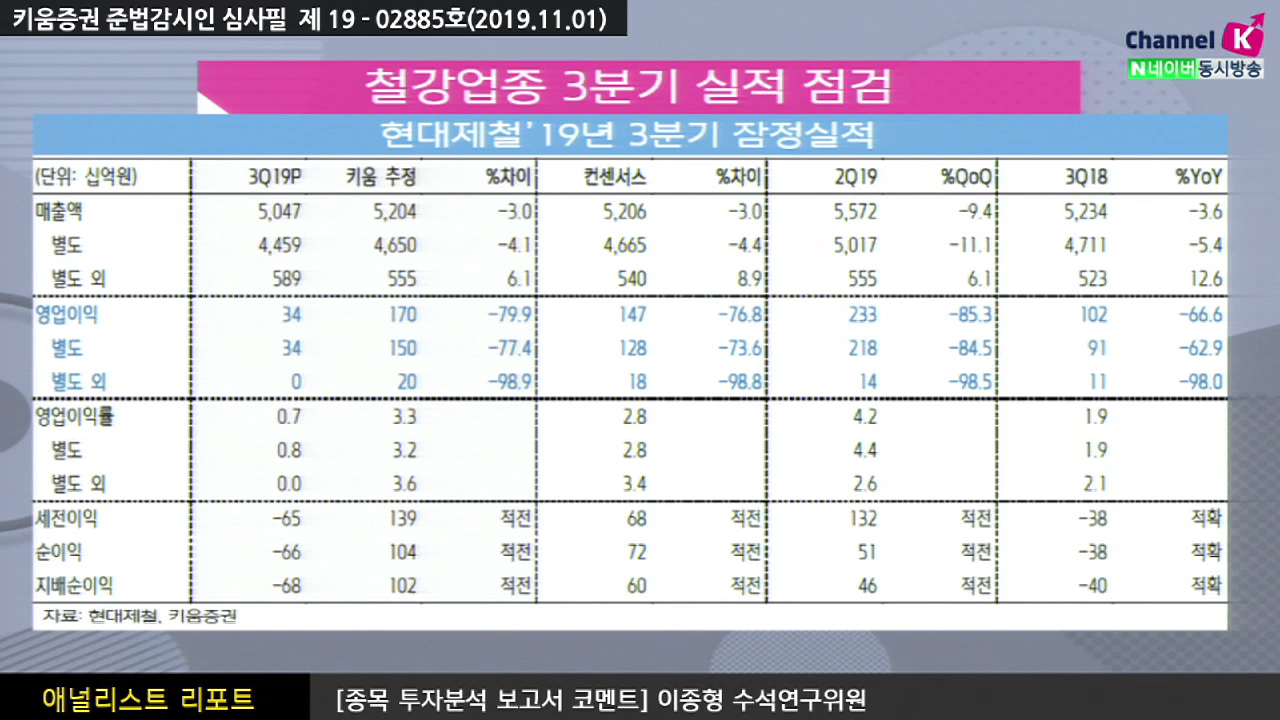 키움증권 준법감시인 심사필 제 19 - 02885호(2019.11.01)
Channel K
N네이버동시방송
철강업종 3분기 실적 점검
현대제철'19년 3분기 잠정실적
(단위: 십억원) 3Q19P 키움 추정 %차이 컨센서스 %차이 2Q19 %QoQ 3Q18 %YoY
매출액 5,047 5,204 -3.0 5,206 -3.0 5,572 -9.4 5,234 -3.6
별도 4,459 4,650 -4.1 4,665 -4.4 5,017 -11.1 4,711 -5.4
별도 외 589 555 6.1 540 8.9 555 6.1 523 12.6
영업이익 34 170 -79.9 147 -76.8 233 -85.3 102 -66.6
별도 34 150 -77.4 128 -73.6 218 -84.5 91 -62.9
별도 외 0 20 -98.9 18 -98.8 14 -98.5 11 -98.0
영업이익률 0.7 3.3 2.8 4.2 1.9
별도 0.8 3.2 2.8 4.4 1.9
별도 외 0.0 3.6 3.4 2.6 2.1
세전이익 -65 139 적전 68 적전 132 적전 -38 적확
순이익 -66 104 적전 72 적전 51 적전 -38 적확
지배순이익 -68 102 적전 60 적전 46 적전 -40 적확
자료: 현대제철, 키움증권
애널리스트 리포트 [종목 투자분석 보고서 코멘트] 이종형 수석연구위원